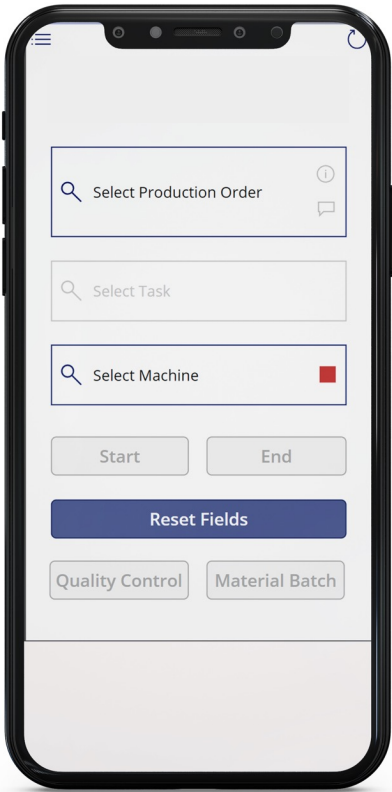 Select Production Order
Select Task
Select Machine
Start
End
Reset Fields
Quality Control
Material Batch